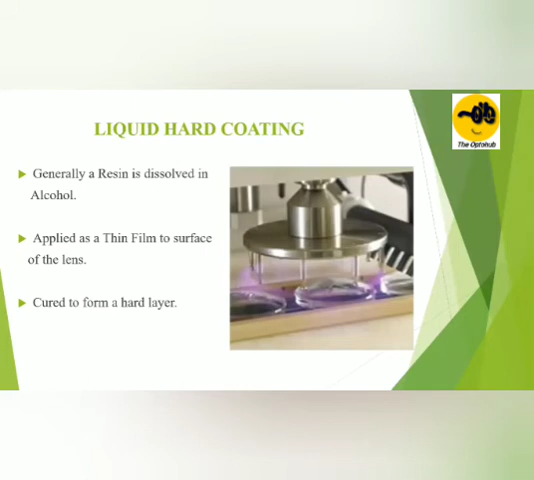 LIQUID HARD COATING
The Optohub
Generally a Resin is dissolved in
Alcohol.
Applied as a Thin Film to surface
of the lens.
Cured to form a hard layer.